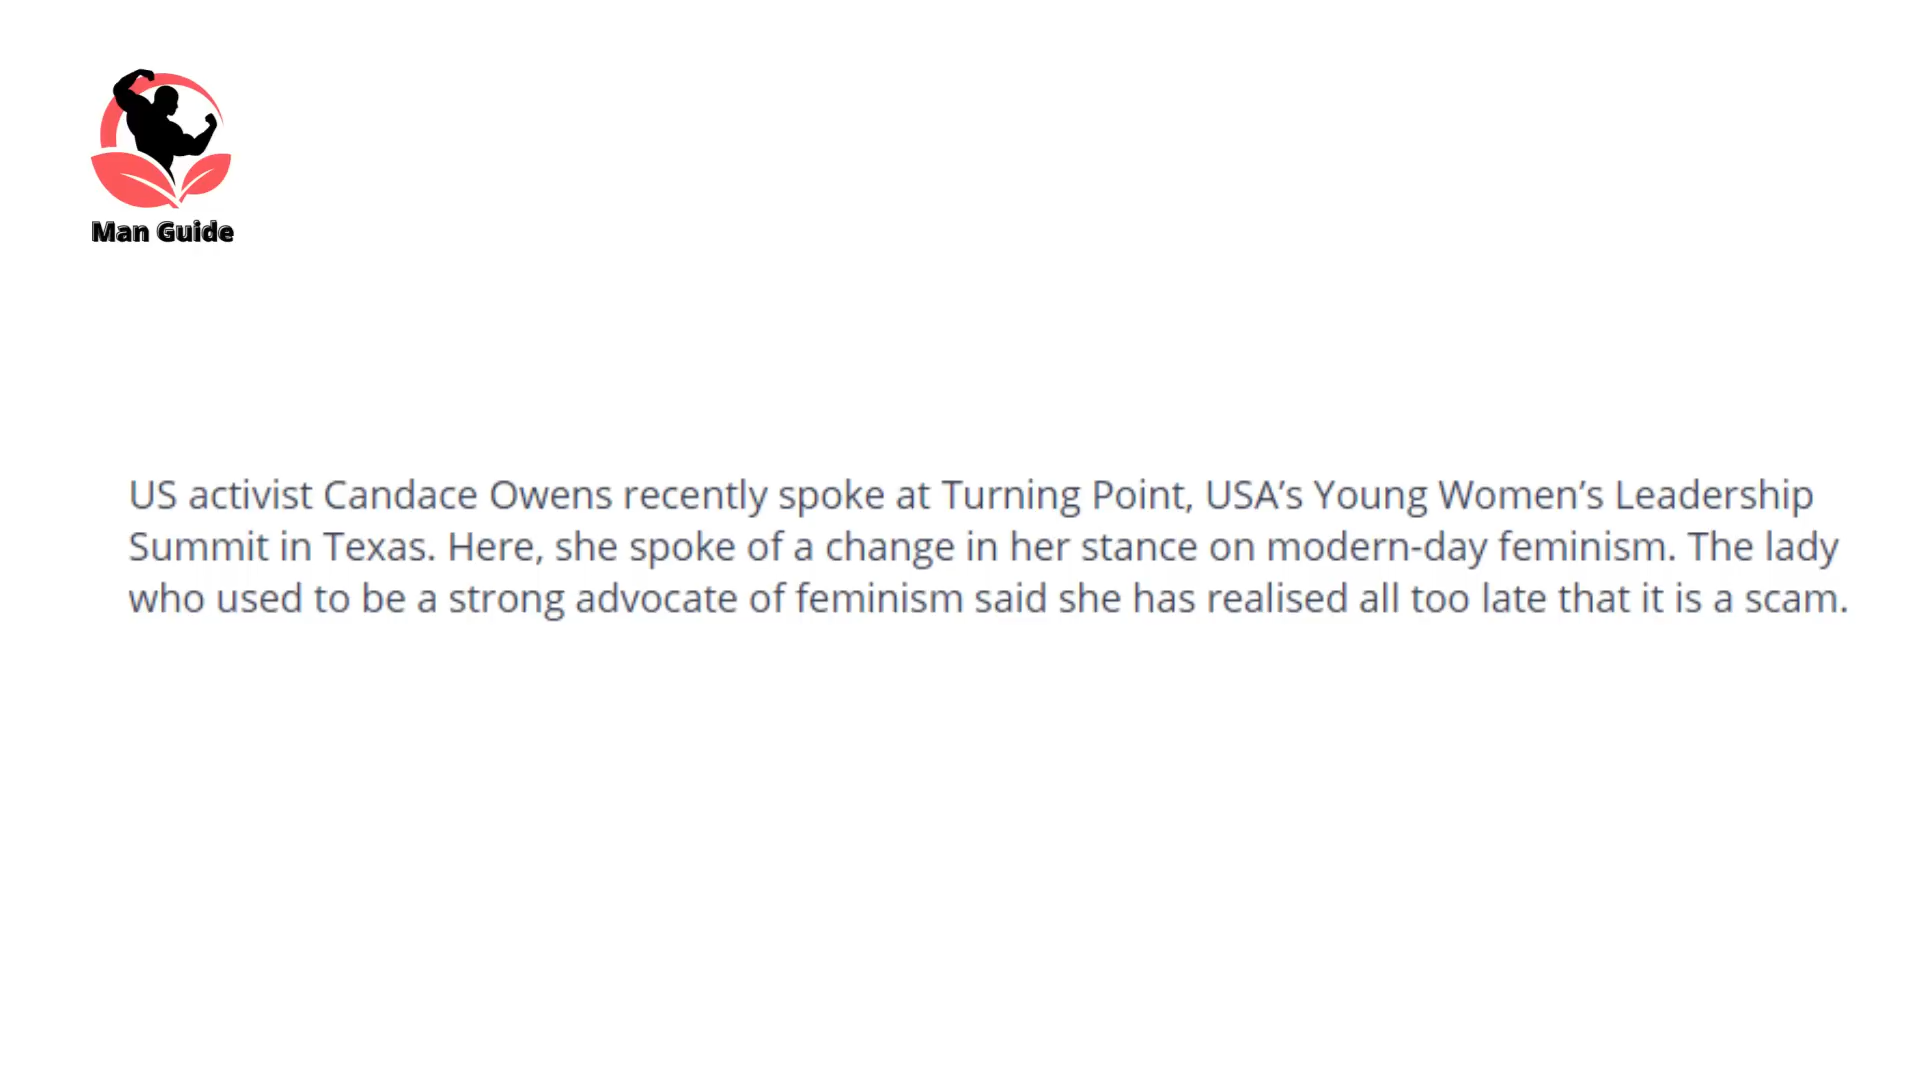 Man Guide
US activist Candace Owens recently spoke at Turning Point, USA’s Young Women’s Leadership
Summit in Texas. Here, she spoke of a change in her stance on modern-day feminism. The lady
who used to be a strong advocate of feminism said she has realised all too late that it is a scam.